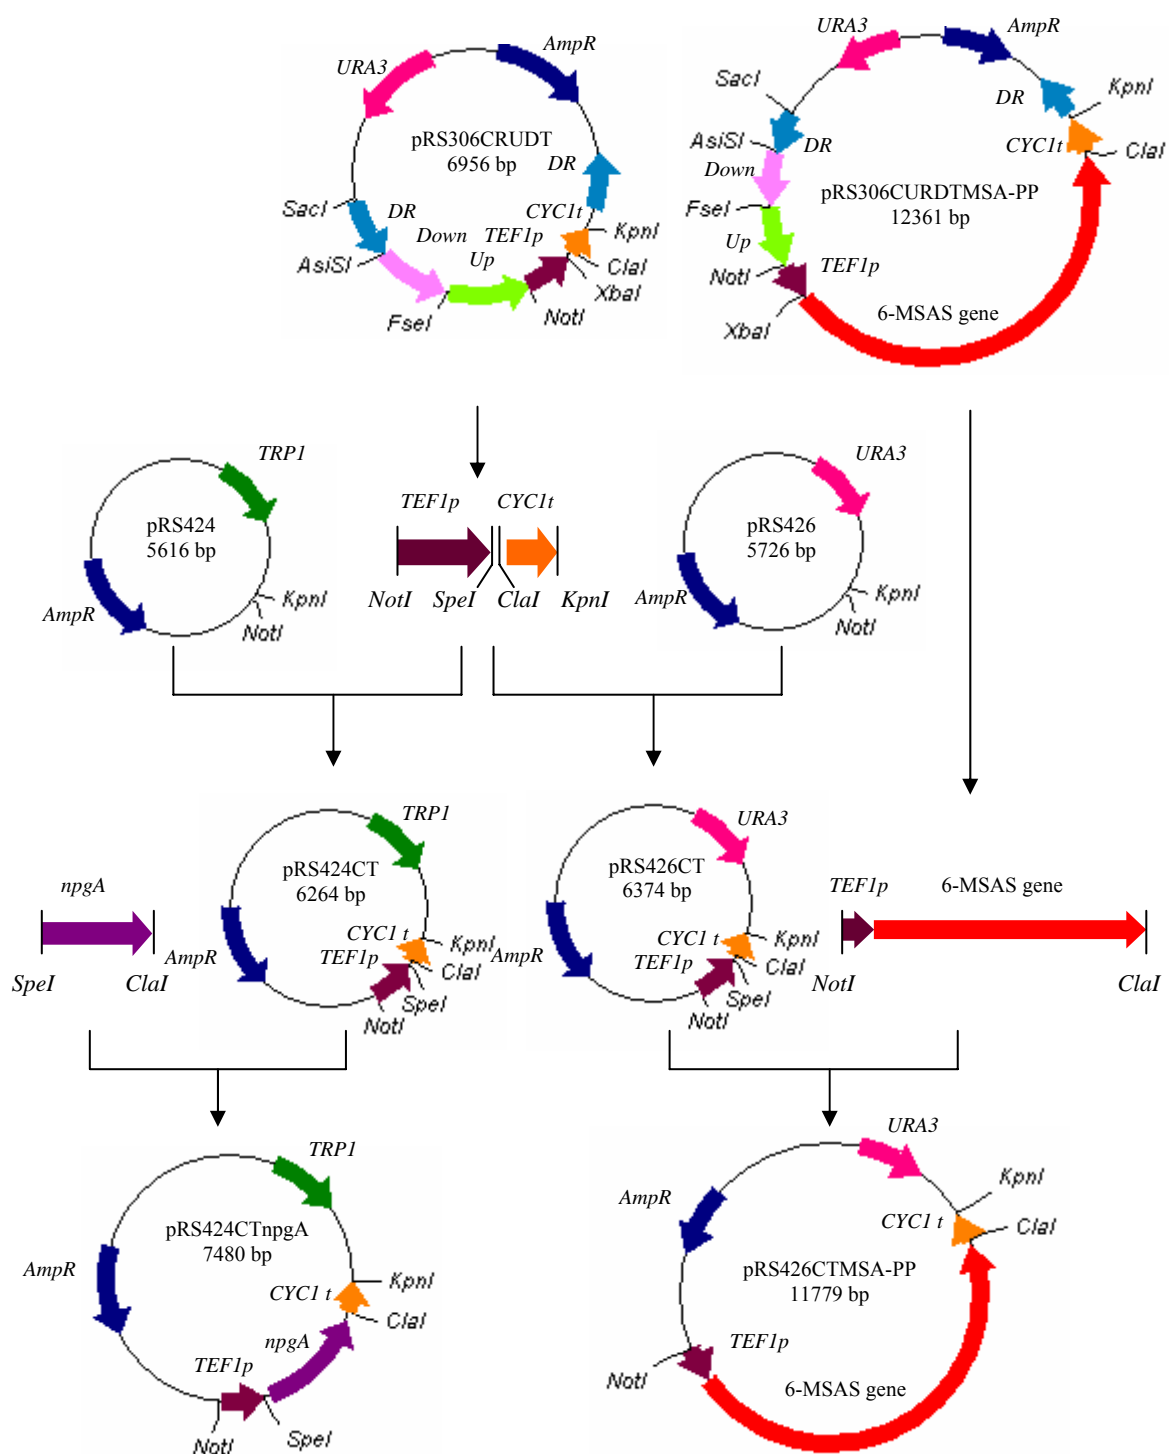 URA3
AmpR
pRS306CRUDT
6956 bp
DR
SacI
DR
AsiSI
Down
Up
TEF1p
CYC1t
KpnI
ClaI
XbaI
FseI
NotI
URA3
AmpR
SacI
DR
KpnI
AsiSI
DR
CYC1t
ClaI
Down
pRS306CURDTMSA-PP
12361 bp
FseI
Up
NotI
TEF1p
XbaI
6-MSAS gene
TRP1
pRS424
5616 bp
AmpR
KpnI
NotI
TEF1p
CYC1t
NotI
SpeI
ClaI
KpnI
URA3
pRS426
5726 bp
AmpR
KpnI
NotI
npgA
SpeI
ClaI
TRP1
pRS424CT
6264 bp
AmpR
CYC1 t
TEF1p
KpnI
ClaI
SpeI
NotI
URA3
pRS426CT
6374 bp
AmpR
CYC1 t
TEF1p
KpnI
ClaI
SpeI
NotI
TEF1p
6-MSAS gene
NotI
ClaI
TRP1
pRS424CTnpgA
7480 bp
AmpR
CYC1 t
KpnI
ClaI
npgA
TEF1p
NotI
SpeI
URA3
AmpR
KpnI
CYC1 t
ClaI
pRS426CTMSA-PP
11779 bp
TEF1p
NotI
6-MSAS gene